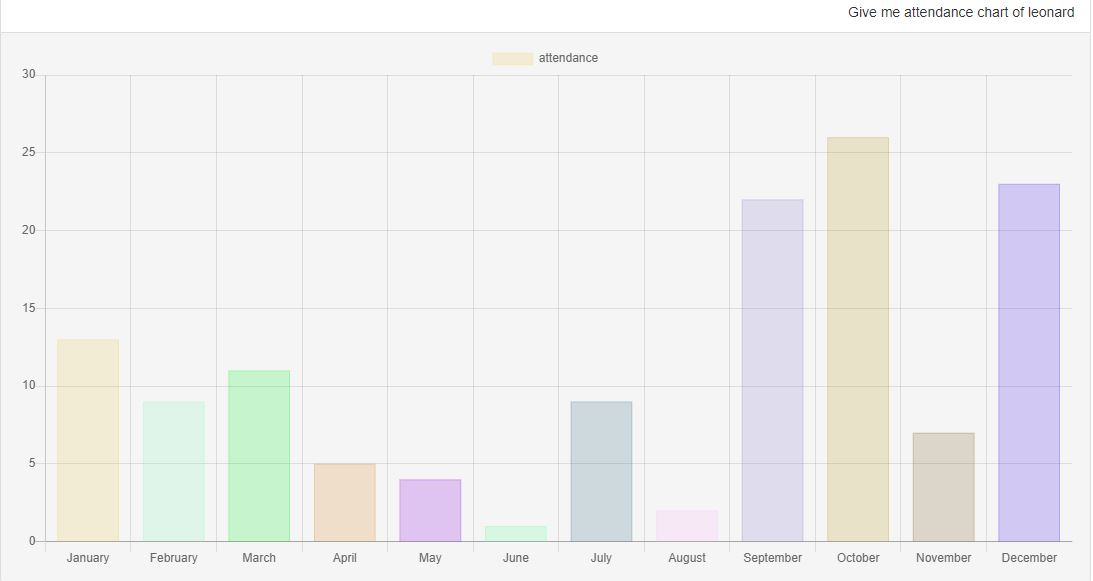 Give me attendance chart of leonard
attendance
30
25
20
15
10
5
0
January February March April May June July August September October November December